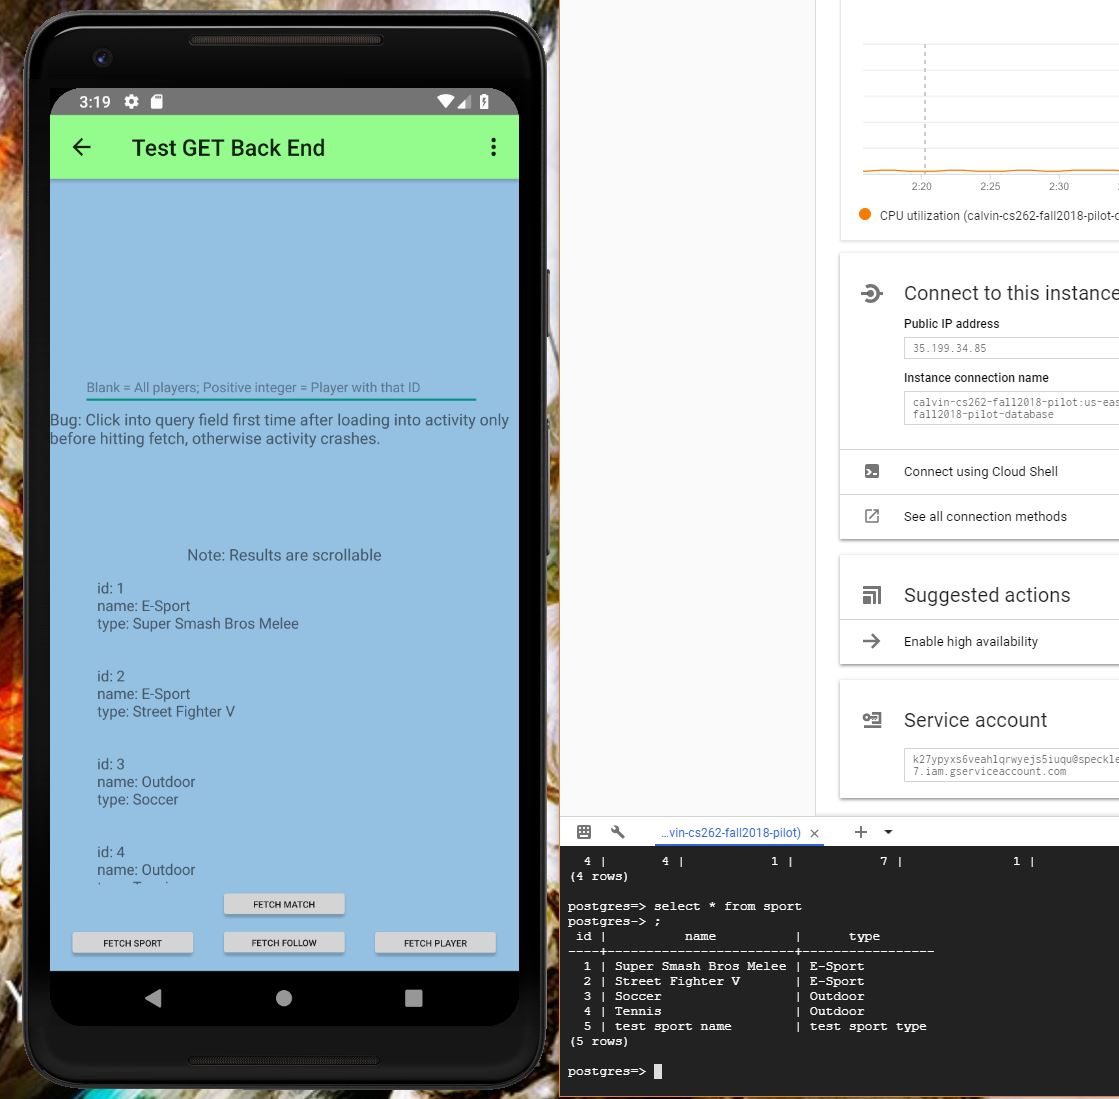 3:19
Test GET Back End
Blank = All players; Positive integer = Player with that ID
Bug: Click into query field first time after loading into activity only
before hitting fetch, otherwise activity crashes.
Note: Results are scrollable
id: 1
name: E-Sport
type: Super Smash Bros Melee
id: 2
name: E-Sport
type: Street Fighter V
id: 3
name: Outdoor
type: Soccer
id: 4
name: Outdoor
FETCH MATCH
FETCH SPORT FETCH FOLLOW FETCH PLAYER
2:20 2:25 2:30
CPU utilization (calvin-cs262-fall2018-pilot-c
Connect to this instance
Public IP address
35.199.34.85
Instance connection name
calvin-cs262-fall2018-pilot:us-eas
fall2018-pilot-database
Connect using Cloud Shell
See all connection methods
Suggested actions
Enable high availability
Service account
k27ypyxs6veahlqrwyejs5iuqu@speckle
7.iam.gserviceaccount.com
...vin-cs262-fall2018-pilot)
4 | 4 | 1 | 7 | 1 |
(4 rows)
postgres=> select * from sport
postgres-> ;
id | name | type
----+------------------------+-----------------
1 | Super Smash Bros Melee | E-Sport
2 | Street Fighter V | E-Sport
3 | Soccer | Outdoor
4 | Tennis | Outdoor
5 | test sport name | test sport type
(5 rows)
postgres=>